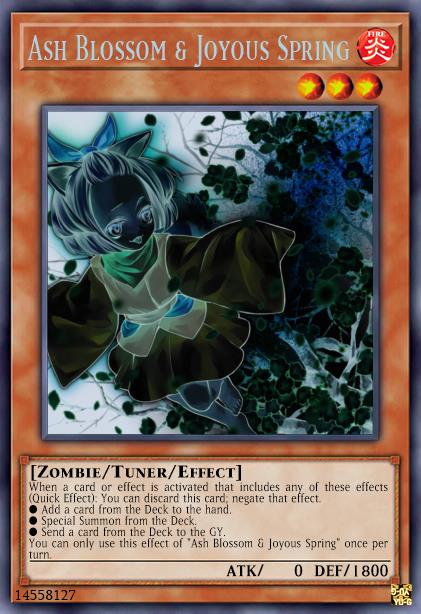 Ash Blossom & Joyous Spring
FIRE
炎
[Zombie/Tuner/Effect]
When a card or effect is activated that includes any of these effects
(Quick Effect): You can discard this card; negate that effect.
● Add a card from the Deck to the hand.
● Special Summon from the Deck.
● Send a card from the Deck to the GY.
You can only use this effect of "Ash Blossom & Joyous Spring" once per
turn.
ATK/ 0 DEF/1800
14558127